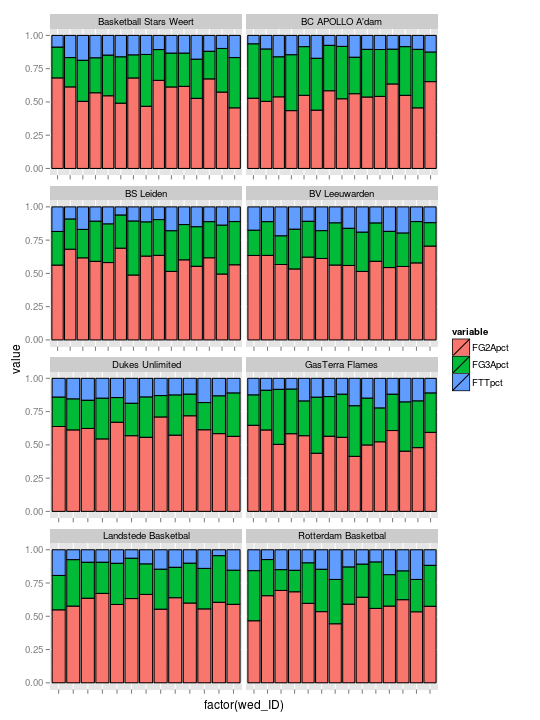 Basketball Stars Weert
BC APOLLO A'dam
1.00
0.75
0.50
0.25
0.00
BS Leiden
BV Leeuwarden
1.00
0.75
0.50
0.25
0.00
Dukes Unlimited
GasTerra Flames
1.00
0.75
0.50
0.25
0.00
Landstede Basketbal
Rotterdam Basketbal
1.00
0.75
0.50
0.25
0.00
value
factor(wed_ID)
variable
FG2Apct
FG3Apct
FTTpct